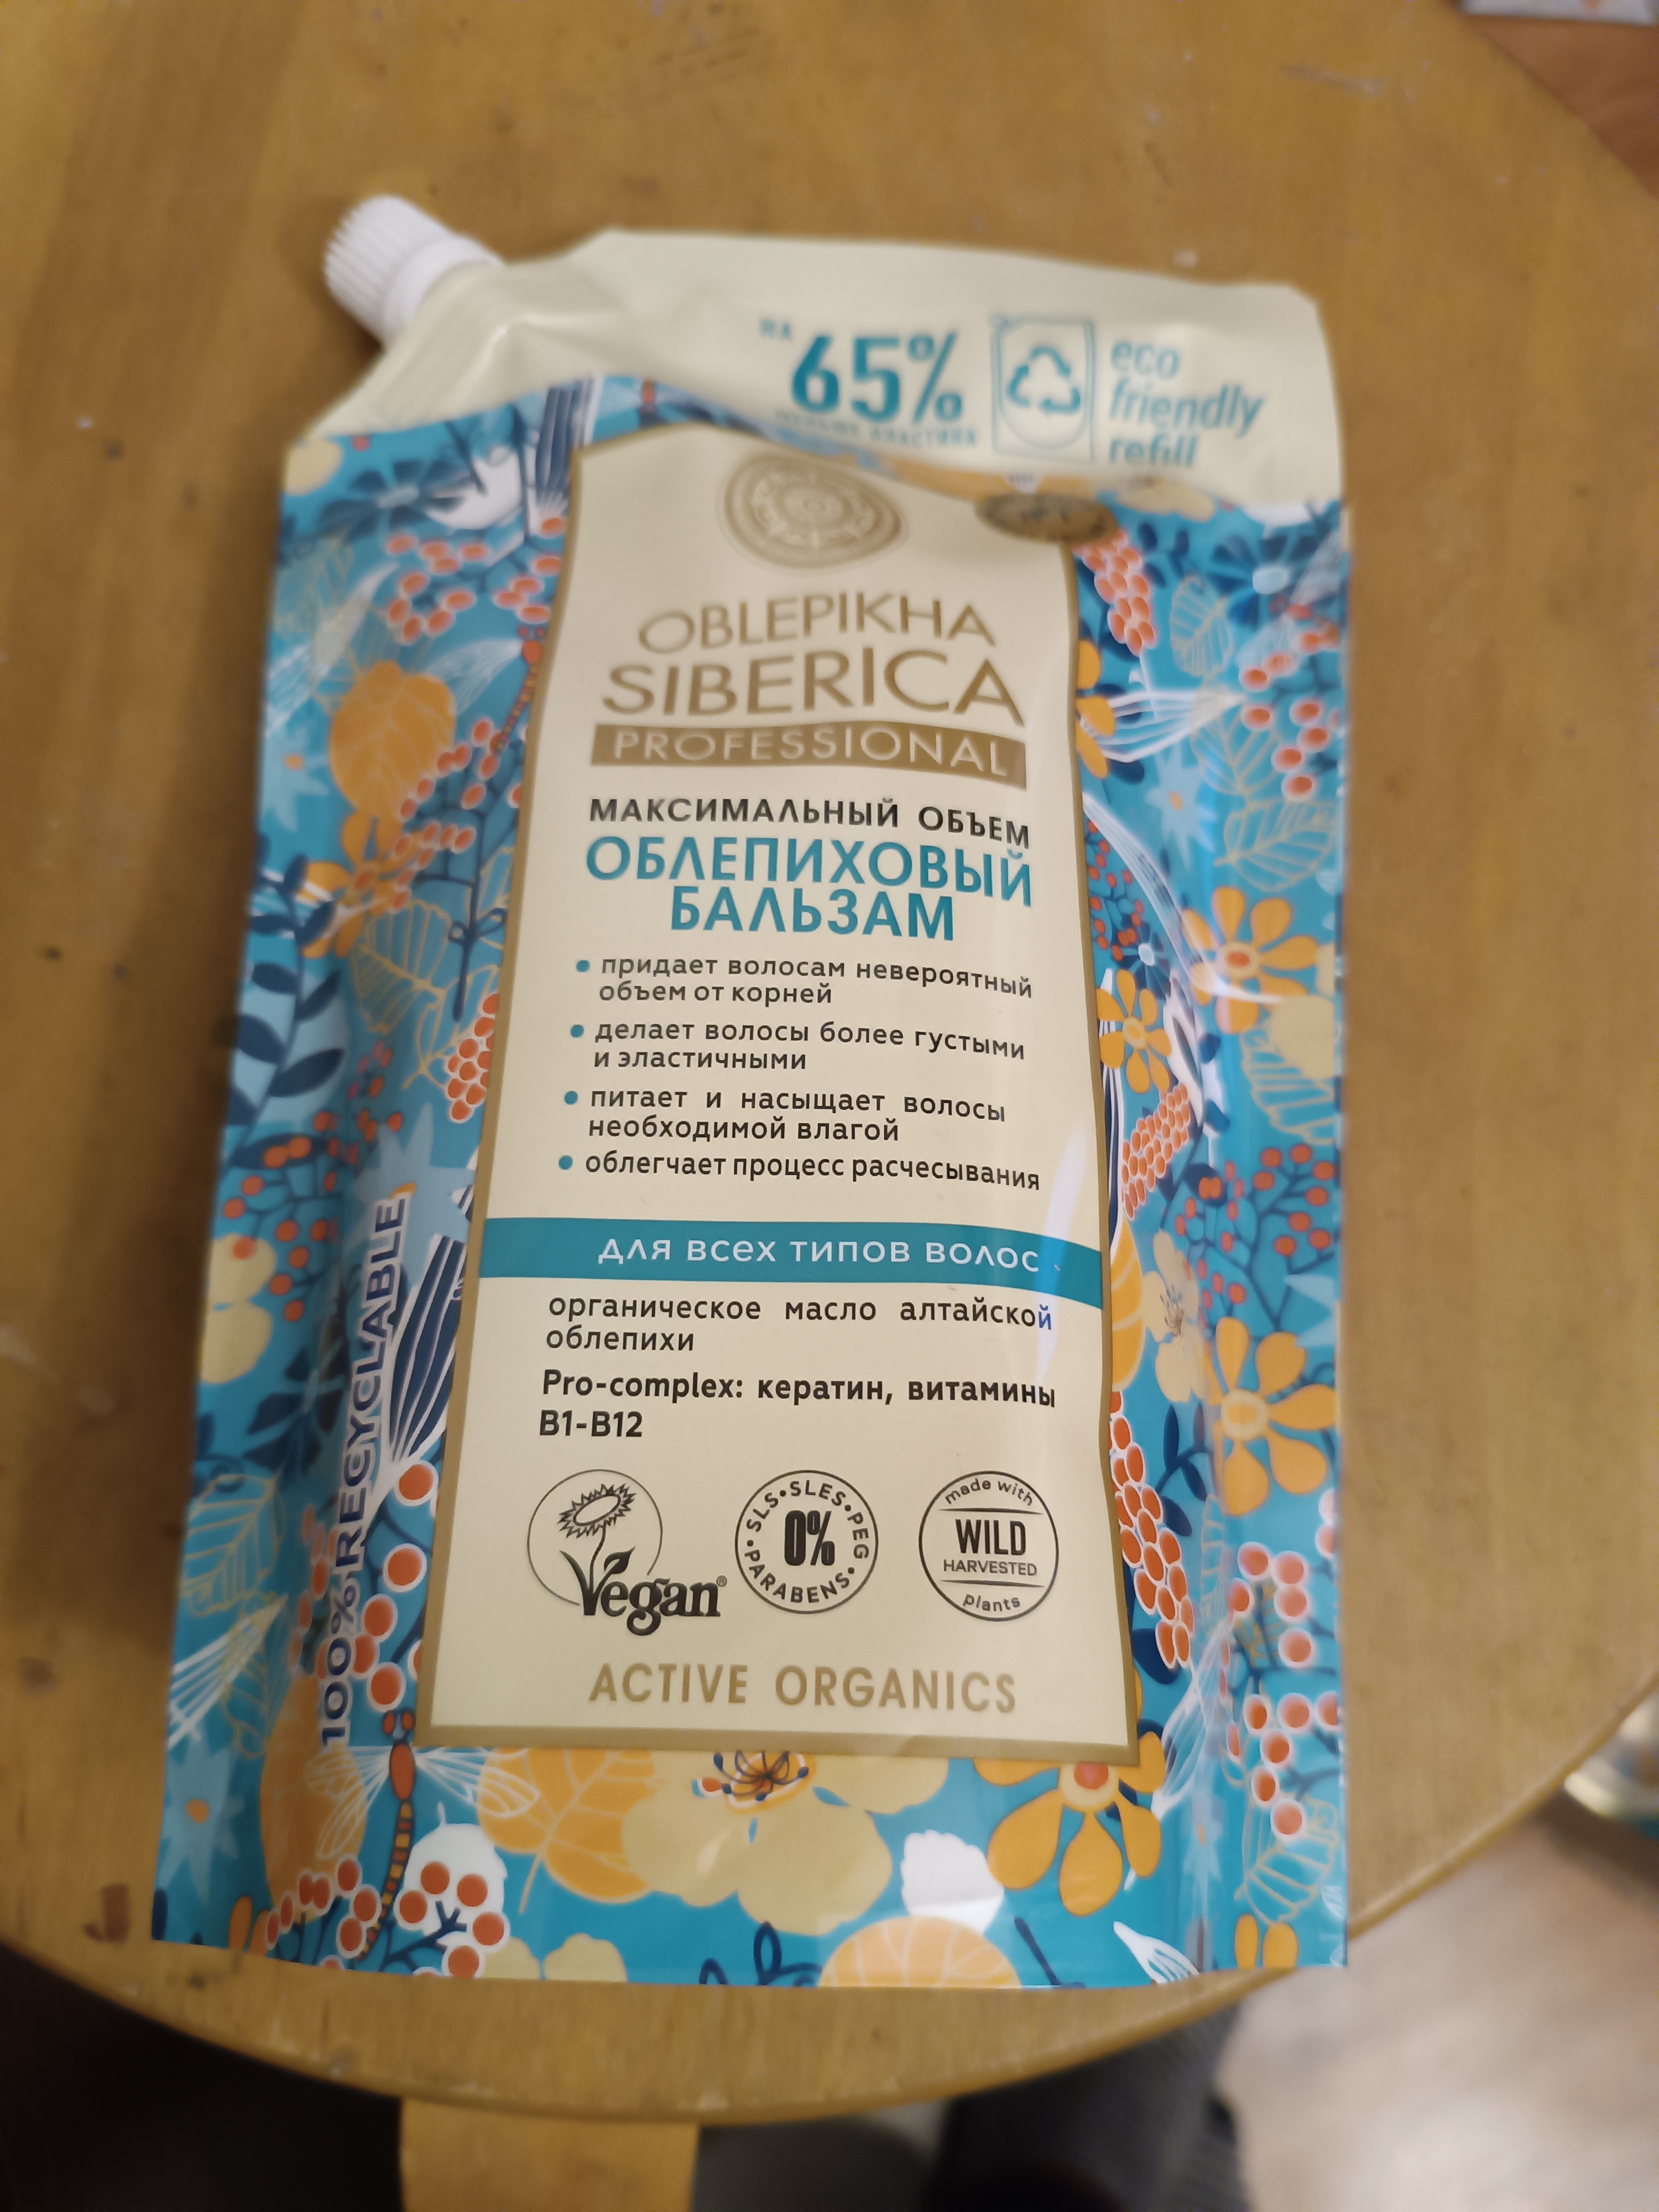 НА
65%
МЕНЬШЕ ПЛАСТИКА
eco
friendly
refill
OBLEPIKHA
SIBERICA
PROFESSIONAL
МАКСИМАЛЬНЫЙ ОБЪЕМ
ОБЛЕПИХОВЫЙ
БАЛЬЗАМ
• придает волосам невероятный
объем от корней
• делает волосы более густыми
и эластичными
• питает и насыщает волосы
необходимой влагой
• облегчает процесс расчесывания
для всех типов волос
органическое масло алтайской
облепихи
Pro-complex: кератин, витамины
B1-B12
Vegan®
SLS • SLES • PEG • PARABENS •
0%
made with
WILD
HARVESTED
plants
ACTIVE ORGANICS
100% RECYCLABLE